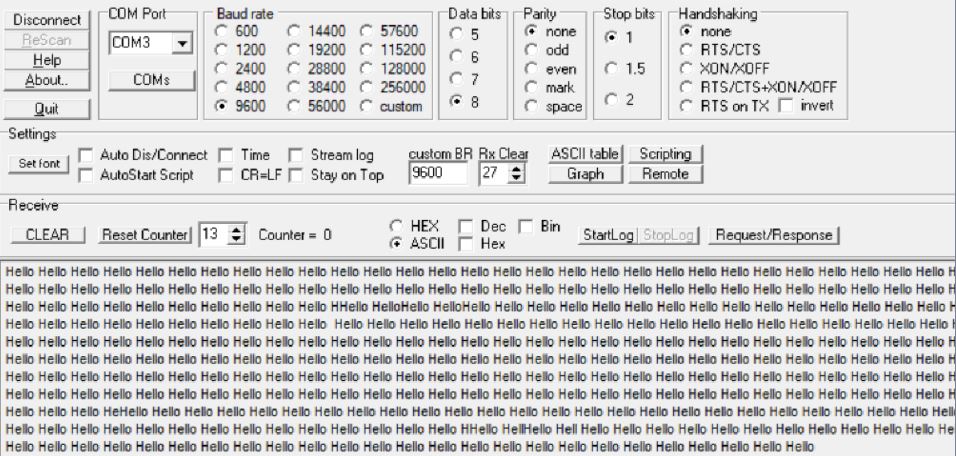 Disconnect
ReScan
Help
About..
Quit
COM Port
COM3
COMs
Baud rate
600 14400 57600
1200 19200 115200
2400 28800 128000
4800 38400 256000
9600 56000 custom
Data bits
5
6
7
8
Parity
none
odd
even
mark
space
Stop bits
1
1.5
2
Handshaking
none
RTS/CTS
XON/XOFF
RTS/CTS+XON/XOFF
RTS on TX invert
Settings
Set font
Auto Dis/Connect Time Stream log
AutoStart Script CR=LF Stay on Top
custom BR Rx Clear
9600 27
ASCII table Scripting
Graph Remote
Receive
CLEAR Reset Counter 13 Counter = 0
HEX Dec Bin
ASCII Hex
StartLog StopLog Request/Response
Hello Hello Hello Hello Hello Hello Hello Hello Hello Hello Hello Hello Hello Hello Hello Hello Hello Hello Hello Hello Hello Hello Hello Hello Hello Hello Hello Hello Hello H
Hello Hello Hello Hello Hello Hello Hello Hello Hello Hello Hello Hello Hello Hello Hello Hello Hello Hello Hello Hello Hello Hello Hello Hello Hello Hello Hello Hello Hello H
Hello Hello Hello Hello Hello Hello Hello Hello Hello Hello HHello HelloHello HelloHello Hello Hello Hello Hello Hello Hello Hello Hello Hello Hello Hello Hello Hello Hello H
Hello Hello Hello Hello Hello Hello Hello Hello Hello Hello  Hello Hello Hello Hello Hello Hello Hello Hello Hello Hello Hello Hello Hello Hello Hello Hello Hello Hello Hello H
Hello Hello Hello Hello Hello Hello Hello Hello Hello Hello Hello Hello Hello Hello Hello Hello Hello Hello Hello Hello Hello Hello Hello Hello Hello Hello Hello Hello Hello H
Hello Hello Hello Hello Hello Hello Hello Hello Hello Hello Hello Hello Hello Hello Hello Hello Hello Hello Hello Hello Hello Hello Hello Hello Hello Hello Hello Hello Hello H
Hello Hello Hello Hello Hello Hello Hello Hello Hello Hello Hello Hello Hello Hello Hello Hello Hello Hello Hello Hello Hello Hello Hello Hello Hello Hello Hello Hello Hello H
Hello Hello Hello Hello Hello Hello Hello Hello Hello Hello Hello Hello Hello Hello Hello Hello Hello Hello Hello Hello Hello Hello Hello Hello Hello Hello Hello Hello Hello H
Hello Hello Hello HeHello Hello Hello Hello Hello Hello Hello Hello Hello Hello Hello Hello Hello Hello Hello Hello Hello Hello Hello Hello Hello Hello Hello Hello Hell
Hello Hello Hello Hello Hello Hello Hello Hello Hello Hello Hello Hello Hello Hello HHello HellHello Hell Hello Hello Hello Hello Hello Hello Hello Hello Hello Hello Hello He
Hello Hello Hello Hello Hello Hello Hello Hello Hello Hello Hello Hello Hello Hello Hello Hello Hello Hello Hello Hello Hello Hello Hello Hello Hello